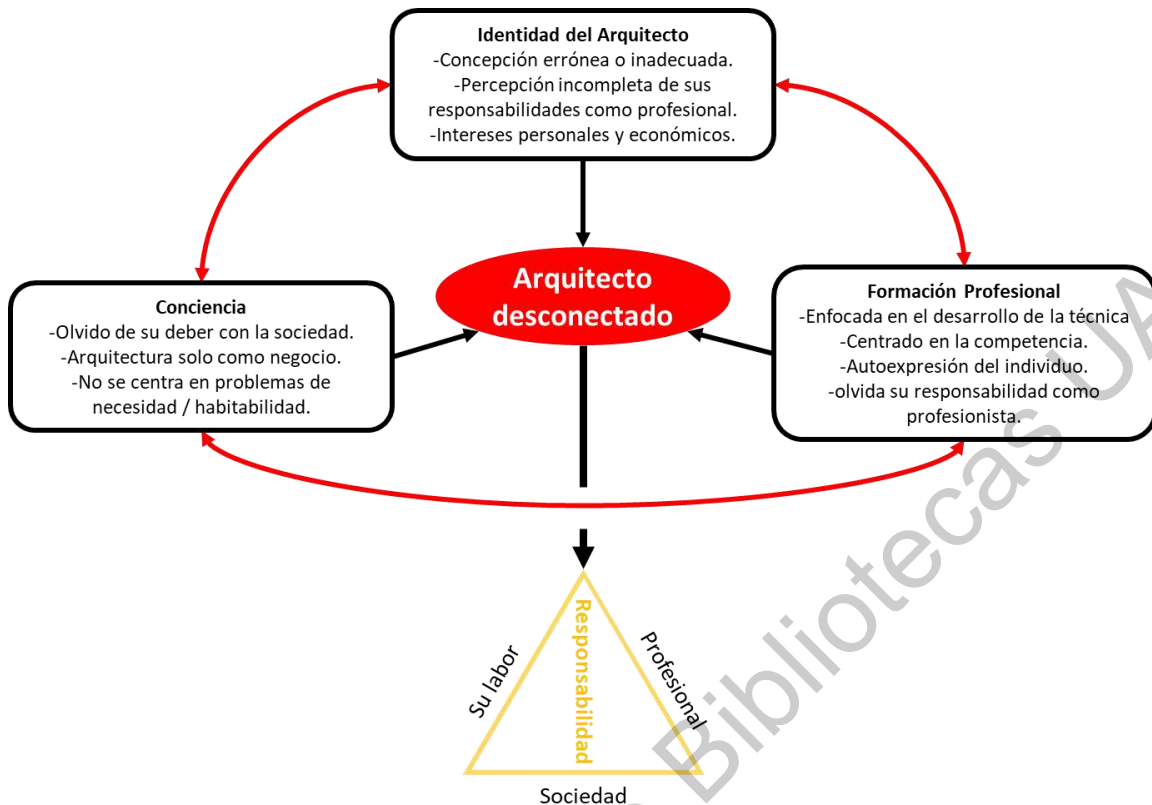 Identidad del Arquitecto
-Concepción errónea o inadecuada.
-Percepción incompleta de sus
responsabilidades como profesional.
-Intereses personales y económicos.
Arquitecto
desconectado
Conciencia
-Olvido de su deber con la sociedad.
-Arquitectura solo como negocio.
-No se centra en problemas de
necesidad / habitabilidad.
Formación Profesional
-Enfocada en el desarrollo de la técnica
-Centrado en la competencia.
-Autoexpresión del individuo.
-olvida su responsabilidad como
profesionista.
Su labor
Responsabilidad
Profesional
Sociedad
Bibliotecas UA